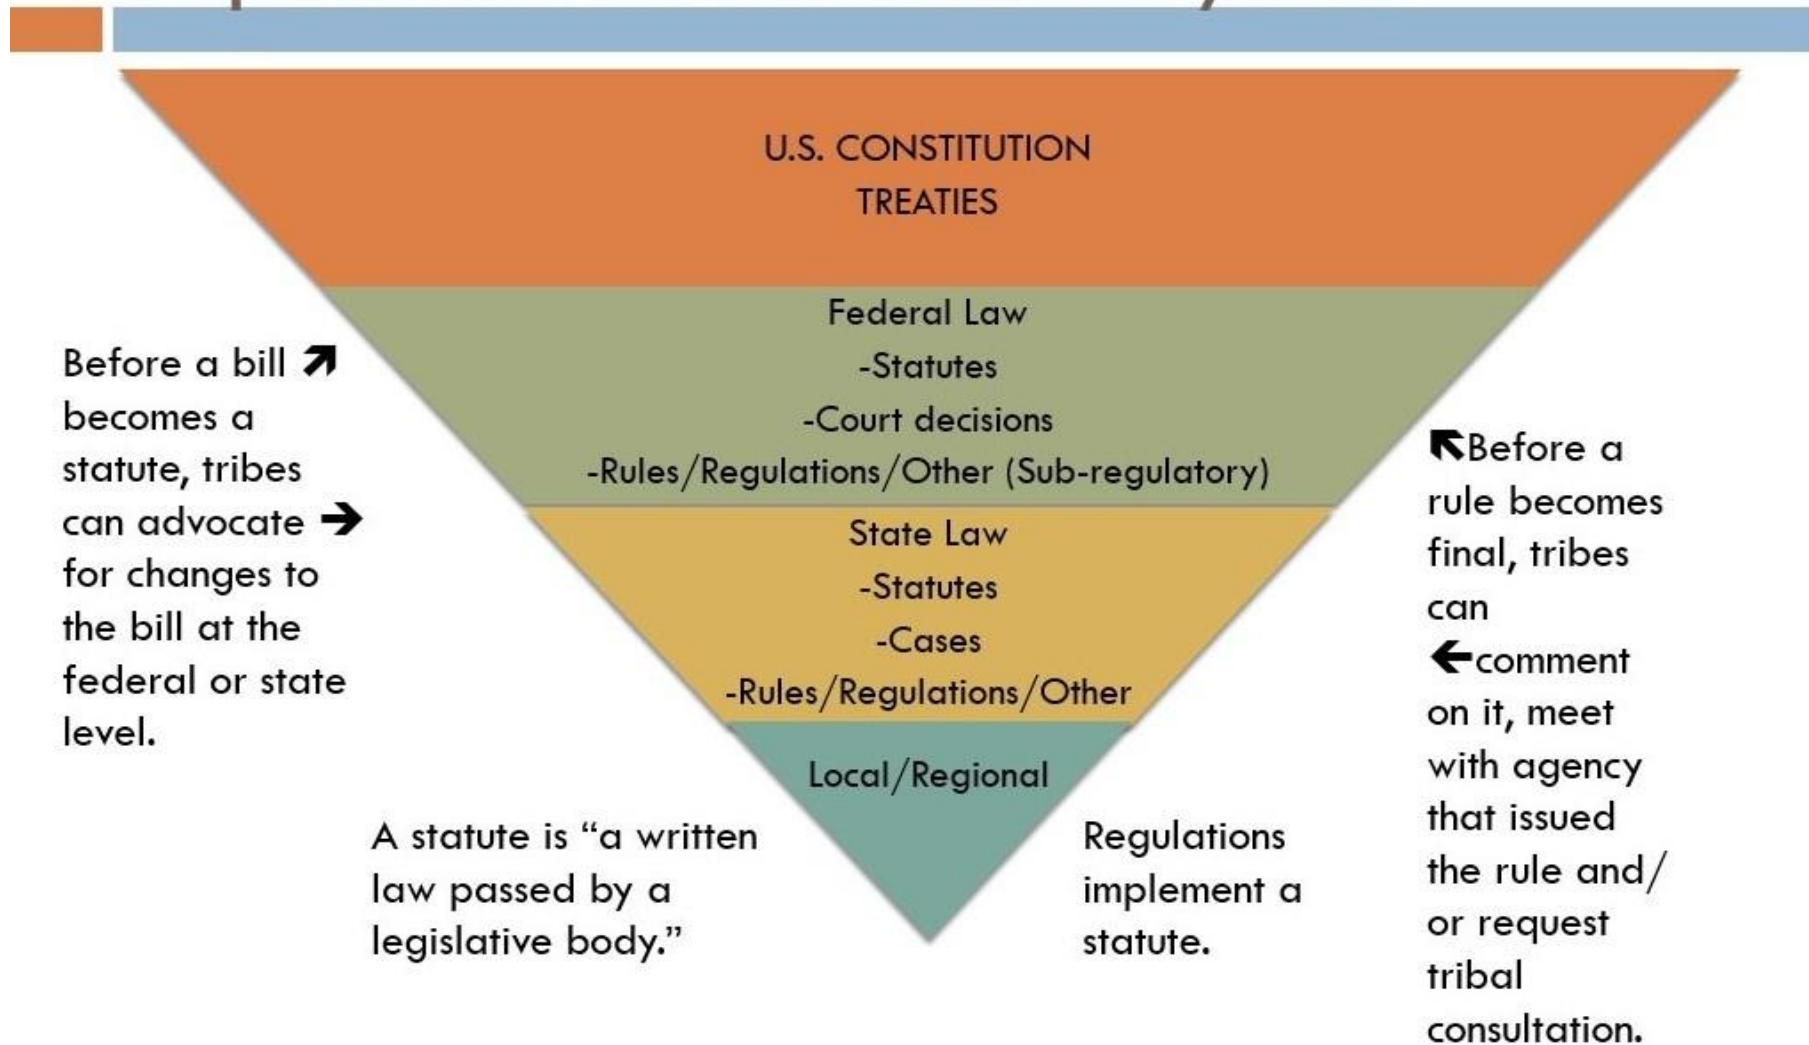 U.S. CONSTITUTION
TREATIES
Federal Law
-Statutes
-Court decisions
-Rules/Regulations/Other (Sub-regulatory)
State Law
-Statutes
-Cases
-Rules/Regulations/Other
Local/Regional
Before a bill ↗
becomes a
statute, tribes
can advocate →
for changes to
the bill at the
federal or state
level.
↖Before a
rule becomes
final, tribes
can
←comment
on it, meet
with agency
that issued
the rule and/
or request
tribal
consultation.
A statute is “a written
law passed by a
legislative body.”
Regulations
implement a
statute.